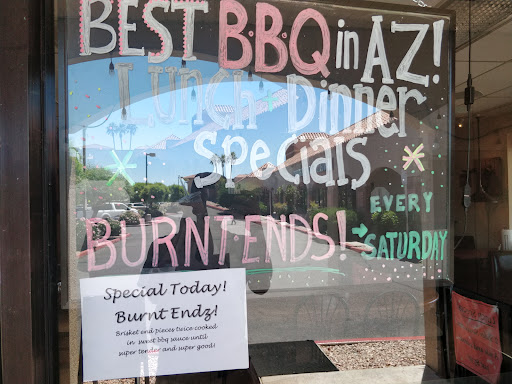 BEST B.B.Q in AZ!
Lunch + Dinner
Specials
BURNT.ENDS!
EVERY
→ SATURDAY
Special Today!
Burnt Endz!
Brisket end pieces twice cooked
in sweet bbq sauce until
super tender and super good!